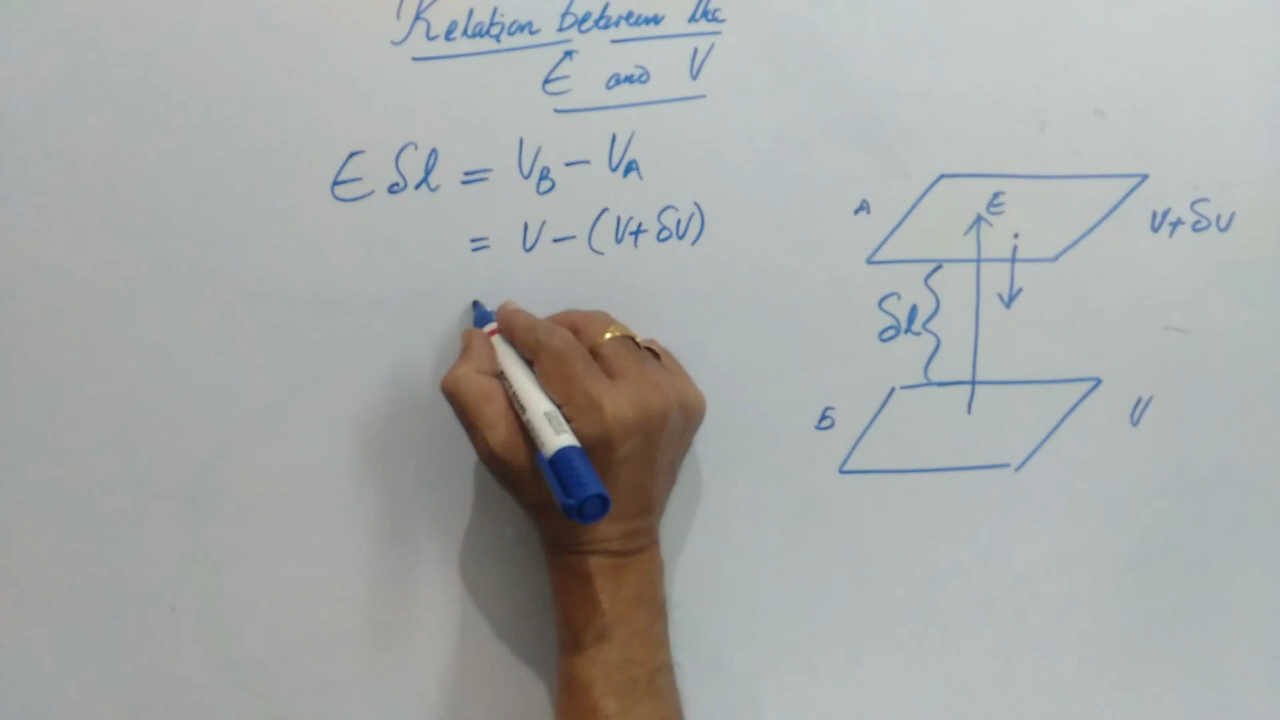 Relation between the
E and V
E δl = V_B − V_A
= V − (V + δV)
A
E
V + δV
δl
B
V